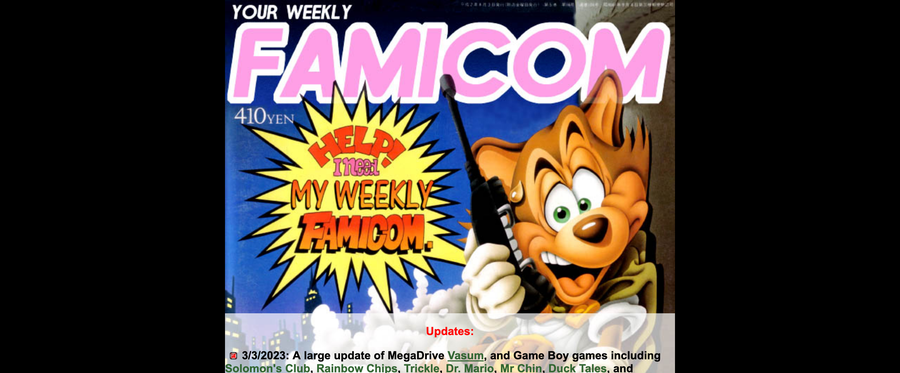 YOUR WEEKLY
FAMICOM
410YEN
HELP!
I need
MY WEEKLY
FAMICOM.
Updates:
3/3/2023: A large update of MegaDrive Vasum, and Game Boy games including
Solomon's Club, Rainbow Chips, Trickle, Dr. Mario, Mr Chin, Duck Tales, and